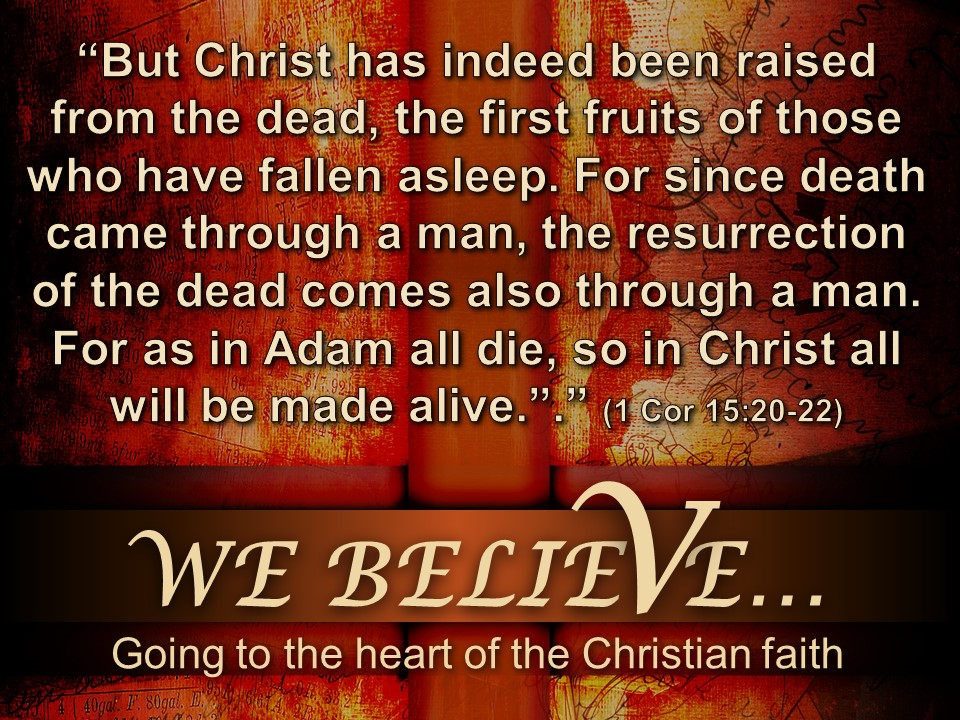 “But Christ has indeed been raised
from the dead, the first fruits of those
who have fallen asleep. For since death
came through a man, the resurrection
of the dead comes also through a man.
For as in Adam all die, so in Christ all
will be made alive.”.” (1 Cor 15:20-22)
WE BELIEVE...
Going to the heart of the Christian faith
4 40gal. F. 80gal. E.